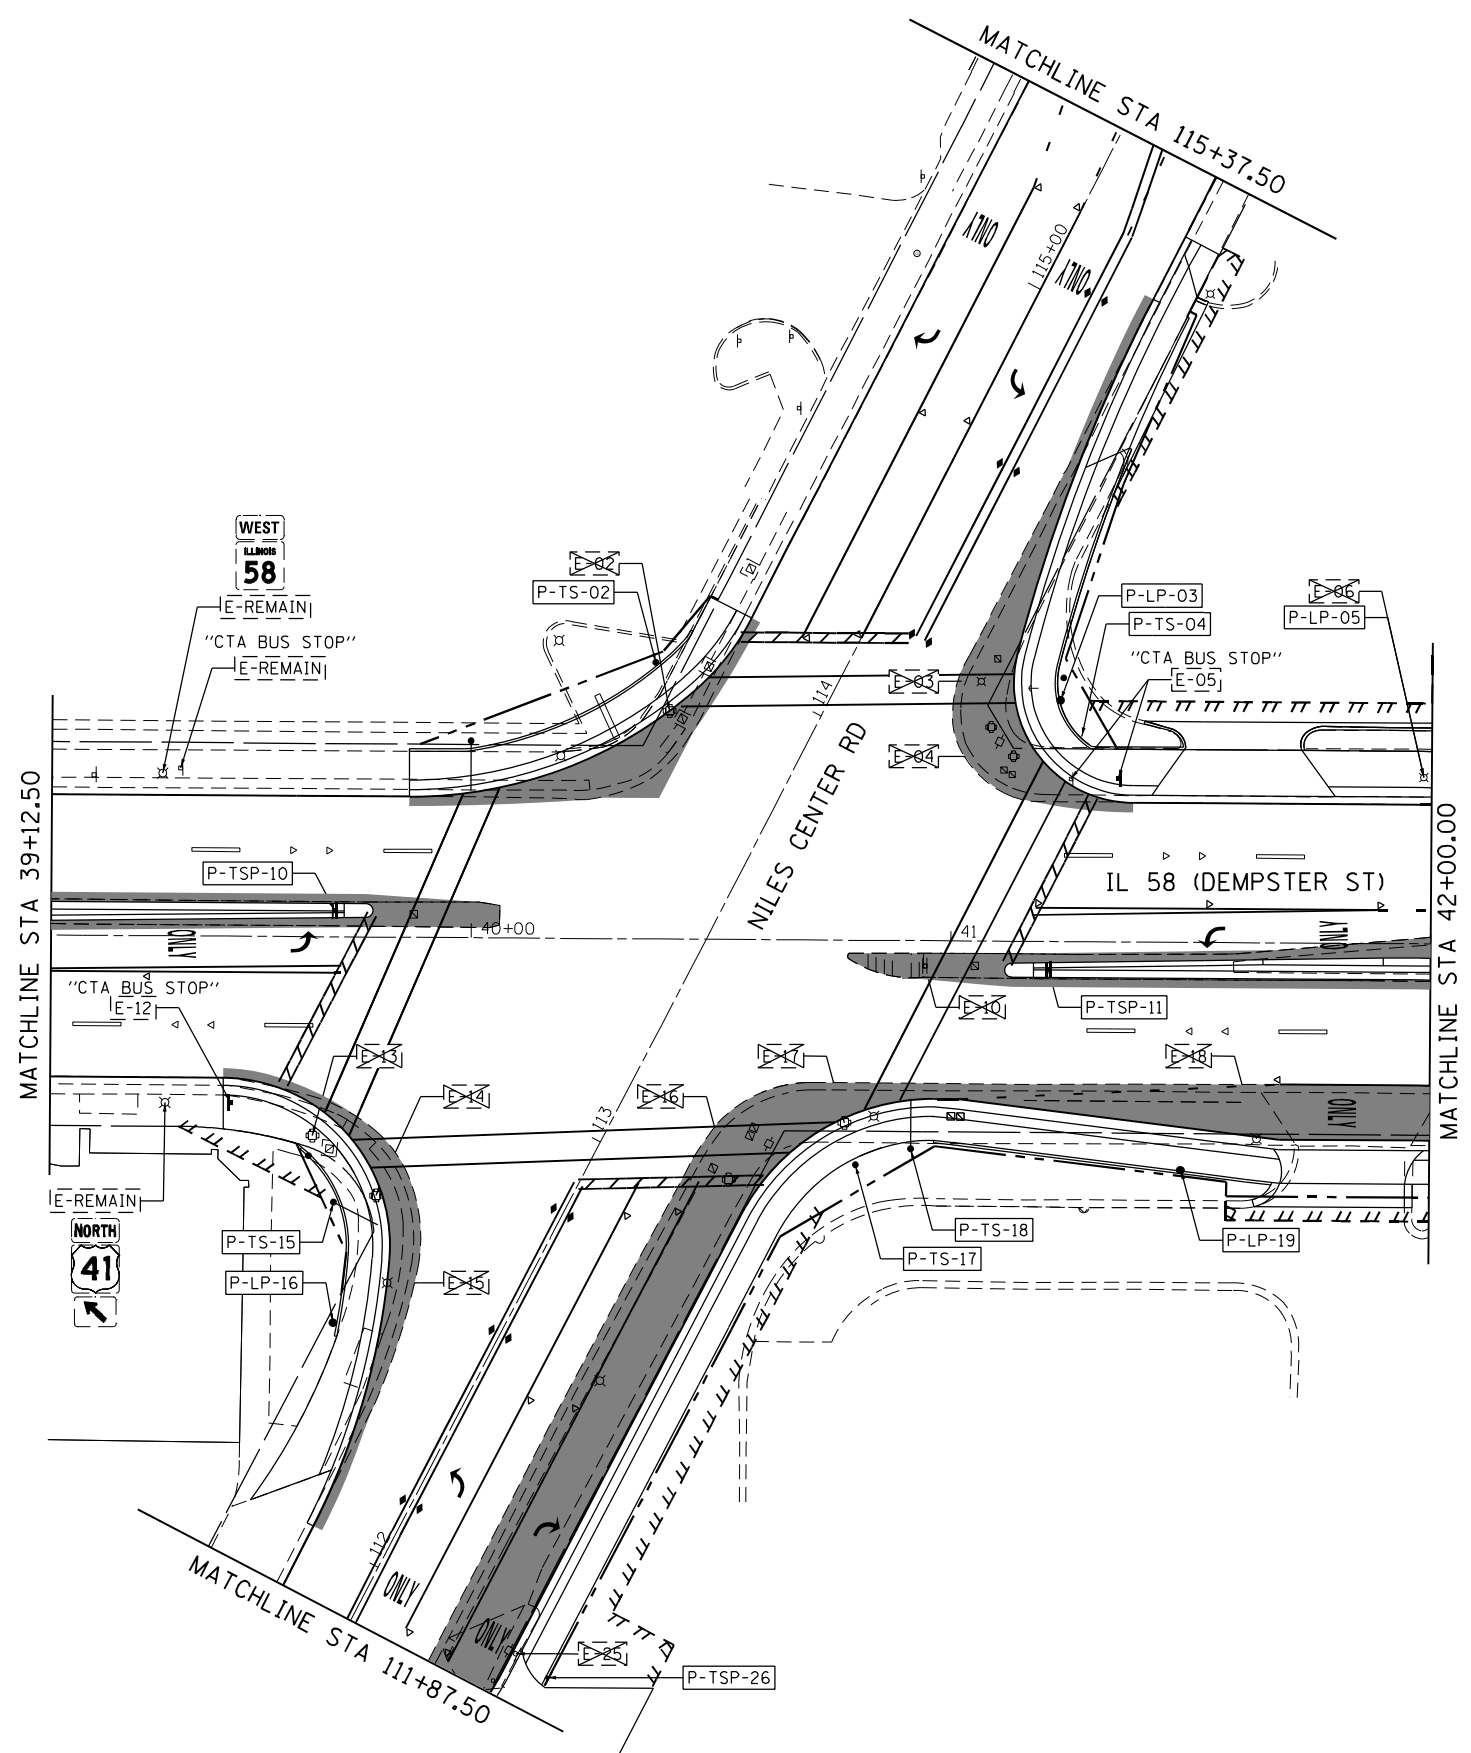 MATCHLINE STA 115+37.50
ONLY
115+00
ONLY
WEST
ILLINOIS
58
E-REMAIN
"CTA BUS STOP"
E-REMAIN
E-02
P-TS-02
P-LP-03
P-TS-04
E-06
P-LP-05
"CTA BUS STOP"
E-05
E-03
114
E-04
NILES CENTER RD
MATCHLINE STA 39+12.50
P-TSP-10
IL 58 (DEMPSTER ST)
MATCHLINE STA 42+00.00
ONLY
40+00
41
ONLY
"CTA BUS STOP"
E-12
E-10
P-TSP-11
E-13
E-17
E-18
E-14
E-16
113
ONLY
E-REMAIN
NORTH
41
P-TS-15
P-TS-18
P-LP-19
P-TS-17
P-LP-16
E-15
112
ONLY
ONLY
E-25
P-TSP-26
MATCHLINE STA 111+87.50